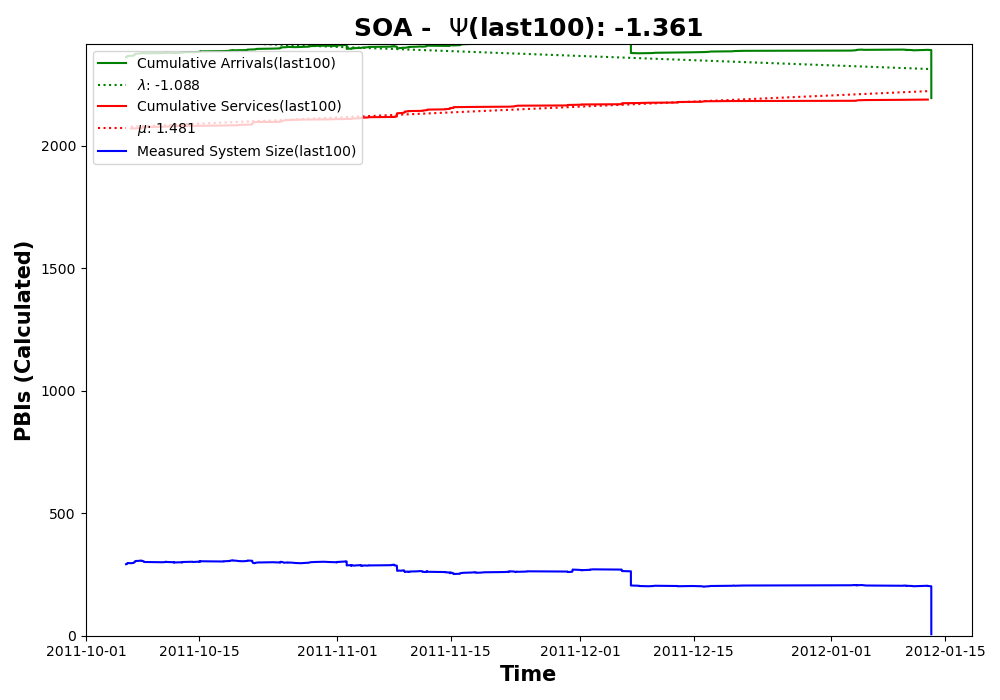 SOA -  Ψ(last100): -1.361
Cumulative Arrivals(last100)
λ: -1.088
Cumulative Services(last100)
μ: 1.481
Measured System Size(last100)
PBIs (Calculated)
2000
1500
1000
500
0
2011-10-01 2011-10-15 2011-11-01 2011-11-15 2011-12-01 2011-12-15 2012-01-01 2012-01-15
Time